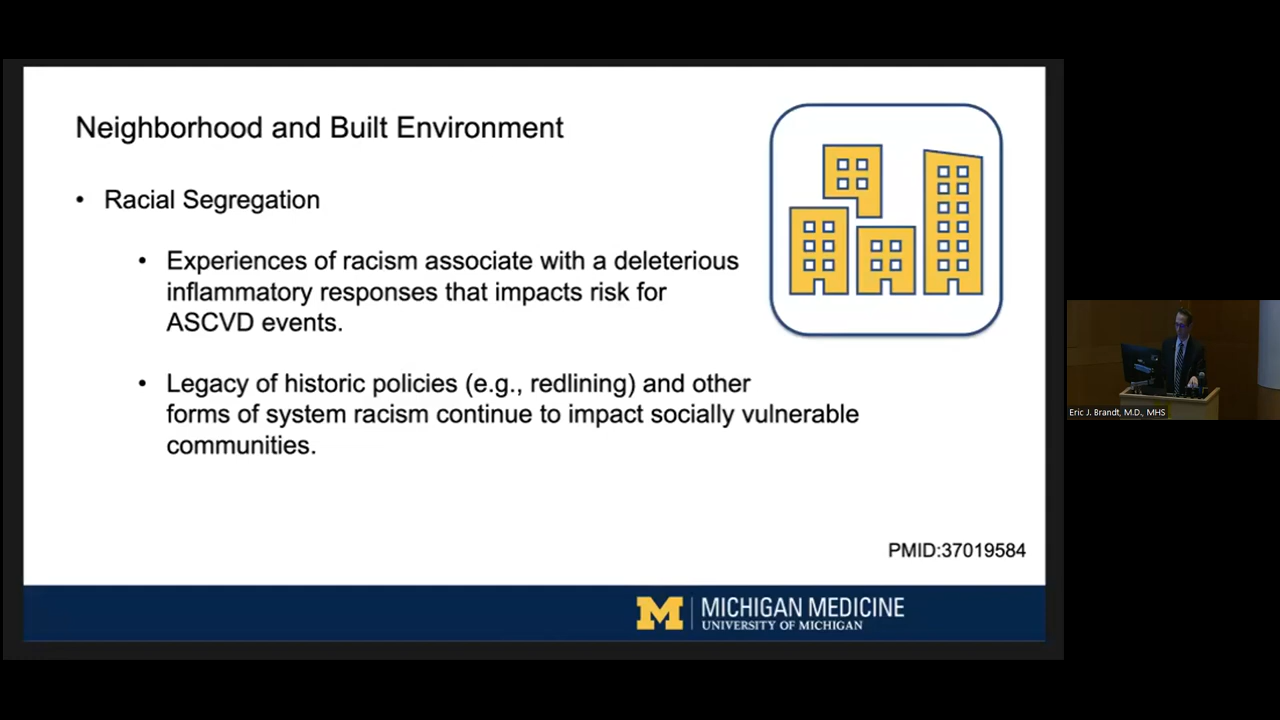 Neighborhood and Built Environment
• Racial Segregation
• Experiences of racism associate with a deleterious
inflammatory responses that impacts risk for
ASCVD events.
• Legacy of historic policies (e.g., redlining) and other
forms of system racism continue to impact socially vulnerable
communities.
PMID:37019584
M | MICHIGAN MEDICINE
UNIVERSITY OF MICHIGAN
Eric J. Brandt, M.D., MHS